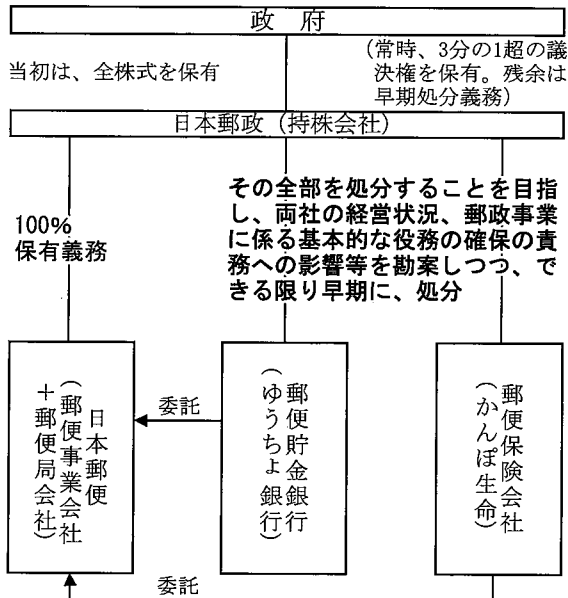 政　府
当初は、全株式を保有
(常時、3分の1超の議
決権を保有。残余は
早期処分義務)
日本郵政(持株会社)
100%
保有義務
その全部を処分することを目指
し、両社の経営状況、郵政事業
に係る基本的な役務の確保の責
務への影響等を勘案しつつ、で
きる限り早期に、処分
日本郵便
(郵便事業会社
＋郵便局会社)
委託
郵便貯金銀行
(ゆうちょ銀行)
郵便保険会社
(かんぽ生命)
委託